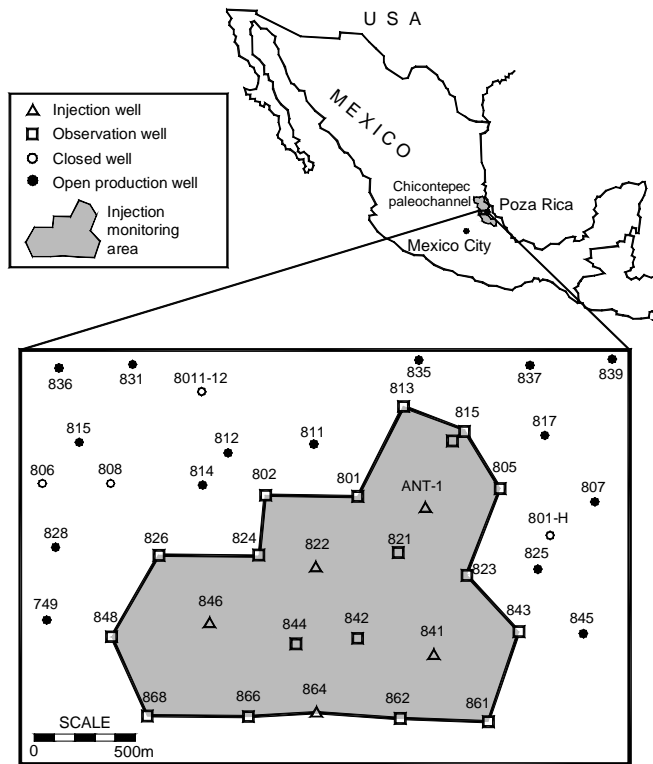 U S A
MEXICO
Injection well
Observation well
Closed well
Open production well
Injection
monitoring
area
Chicontepec
paleochannel
Poza Rica
Mexico City
836
831
8011-12
835
837
839
813
815
815
812
811
817
806
808
814
802
801
ANT-1
805
807
801-H
828
826
824
822
821
823
825
749
848
846
844
842
841
843
845
868
866
864
862
861
SCALE
0 500m